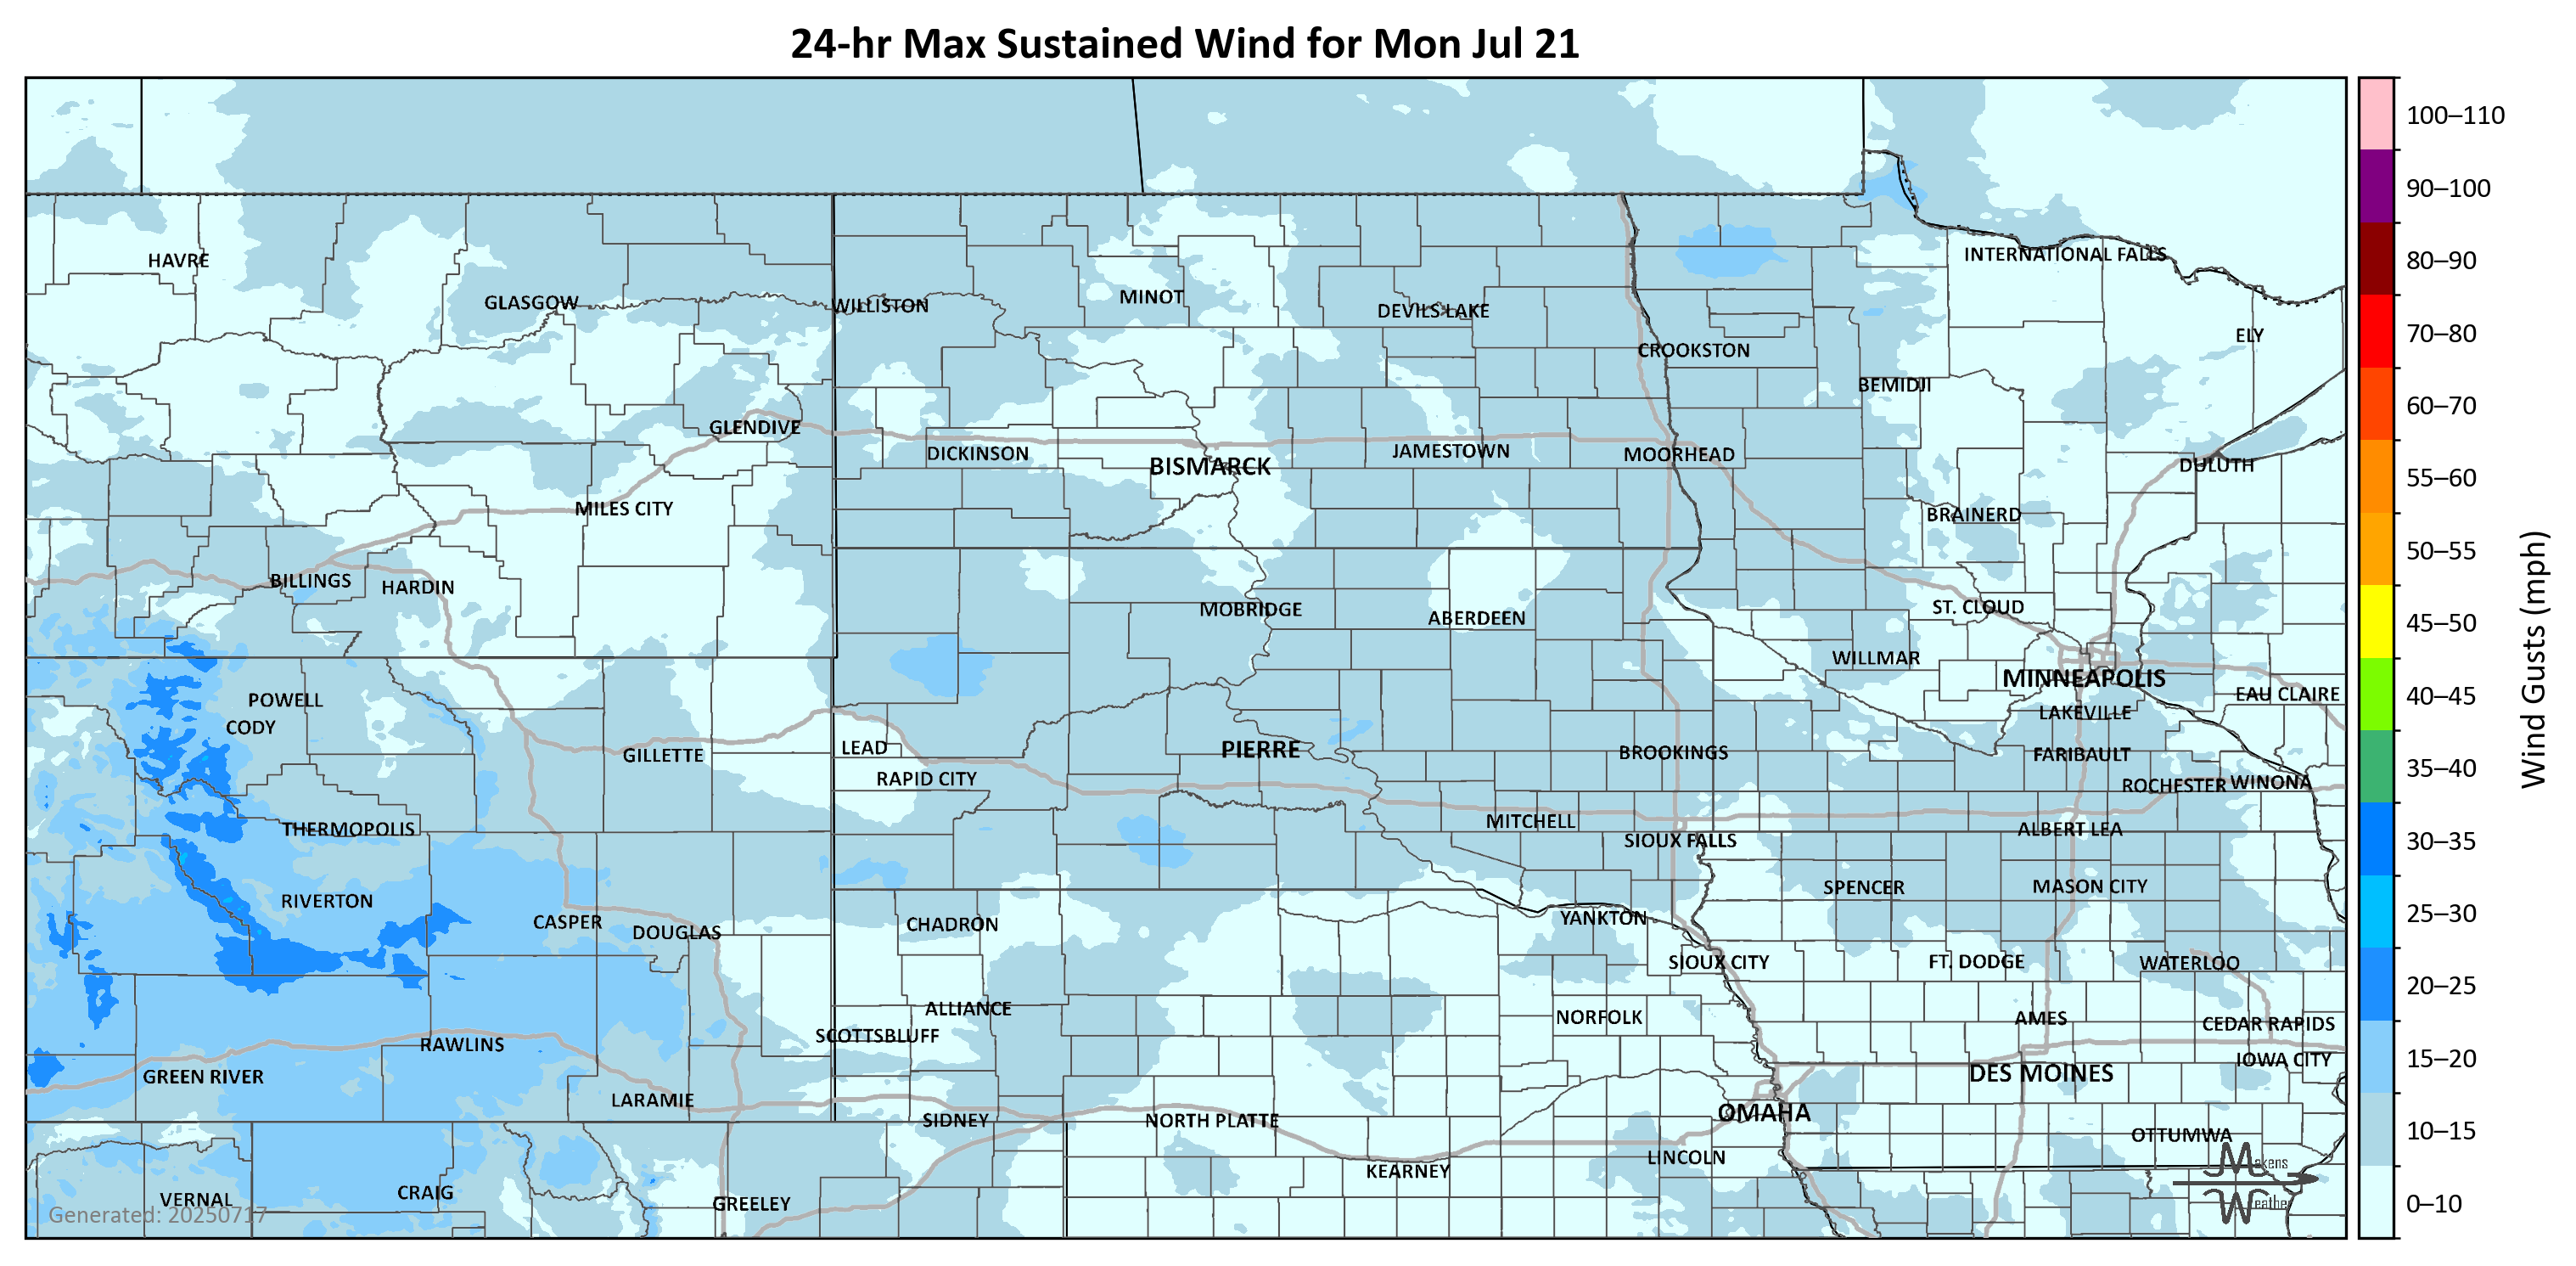 24-hr Max Sustained Wind for Mon Jul 21
100–110
90–100
80–90
70–80
60–70
55–60
50–55
45–50
40–45
35–40
30–35
25–30
20–25
15–20
10–15
0–10
Wind Gusts (mph)
HAVRE
INTERNATIONAL FALLS
GLASGOW
WILLISTON
MINOT
DEVILS LAKE
ELY
CROOKSTON
BEMIDJI
GLENDIVE
DICKINSON
BISMARCK
JAMESTOWN
MOORHEAD
DULUTH
MILES CITY
BRAINERD
BILLINGS
HARDIN
MOBRIDGE
ABERDEEN
ST. CLOUD
WILLMAR
MINNEAPOLIS
POWELL
EAU CLAIRE
CODY
LAKEVILLE
GILLETTE
LEAD
PIERRE
BROOKINGS
FARIBAULT
RAPID CITY
ROCHESTER
WINONA
THERMOPOLIS
MITCHELL
SIOUX FALLS
ALBERT LEA
RIVERTON
SPENCER
MASON CITY
CASPER
DOUGLAS
CHADRON
YANKTON
SIOUX CITY
FT. DODGE
WATERLOO
ALLIANCE
NORFOLK
AMES
CEDAR RAPIDS
SCOTTSBLUFF
RAWLINS
IOWA CITY
GREEN RIVER
DES MOINES
LARAMIE
SIDNEY
NORTH PLATTE
OMAHA
OTTUMWA
LINCOLN
KEARNEY
VERNAL
CRAIG
GREELEY
Makens
Weather
Generated: 20250717